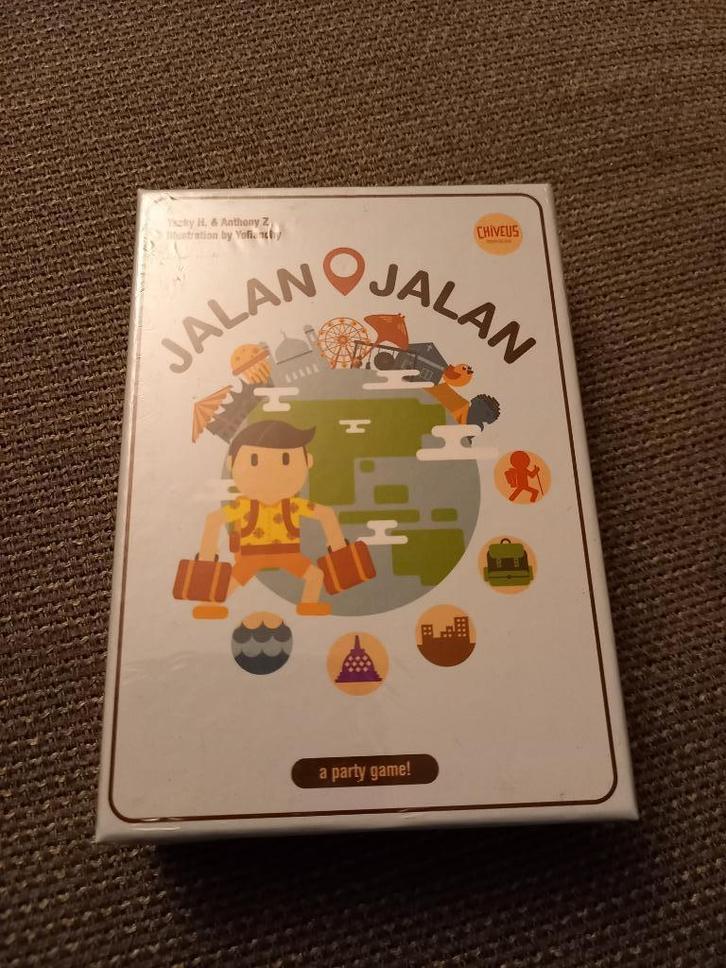 H. & Anthony Z.
Illustration by
CHIVEUS
JALAN JALAN
a party game!